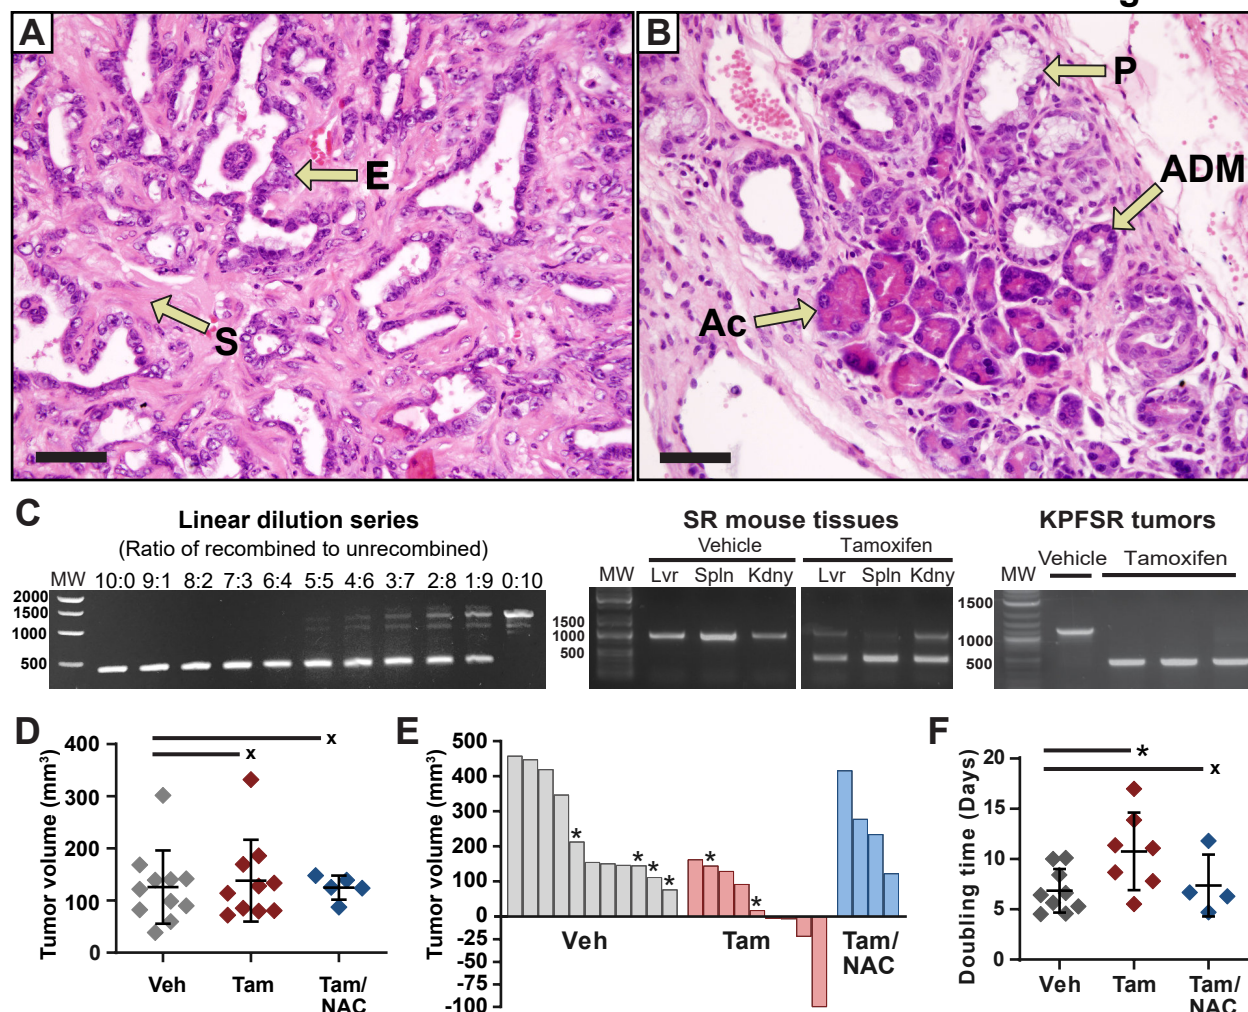 g
A
E
S
B
P
ADM
Ac
C
Linear dilution series
(Ratio of recombined to unrecombined)
MW 10:0 9:1 8:2 7:3 6:4 5:5 4:6 3:7 2:8 1:9 0:10
2000
1500
1000
500
SR mouse tissues
Vehicle Tamoxifen
MW Lvr Spln Kdny Lvr Spln Kdny
1500
1000
500
KPFSR tumors
Vehicle Tamoxifen
MW
1500
1000
500
D
Tumor volume (mm³)
400
300
200
100
0
x
x
Veh Tam Tam/
NAC
E
Tumor volume (mm³)
500
400
300
200
100
0
-25
-50
-75
-100
* * * *
* *
Veh Tam Tam/
NAC
F
Doubling time (Days)
20
15
10
5
0
*
x
Veh Tam Tam/
NAC